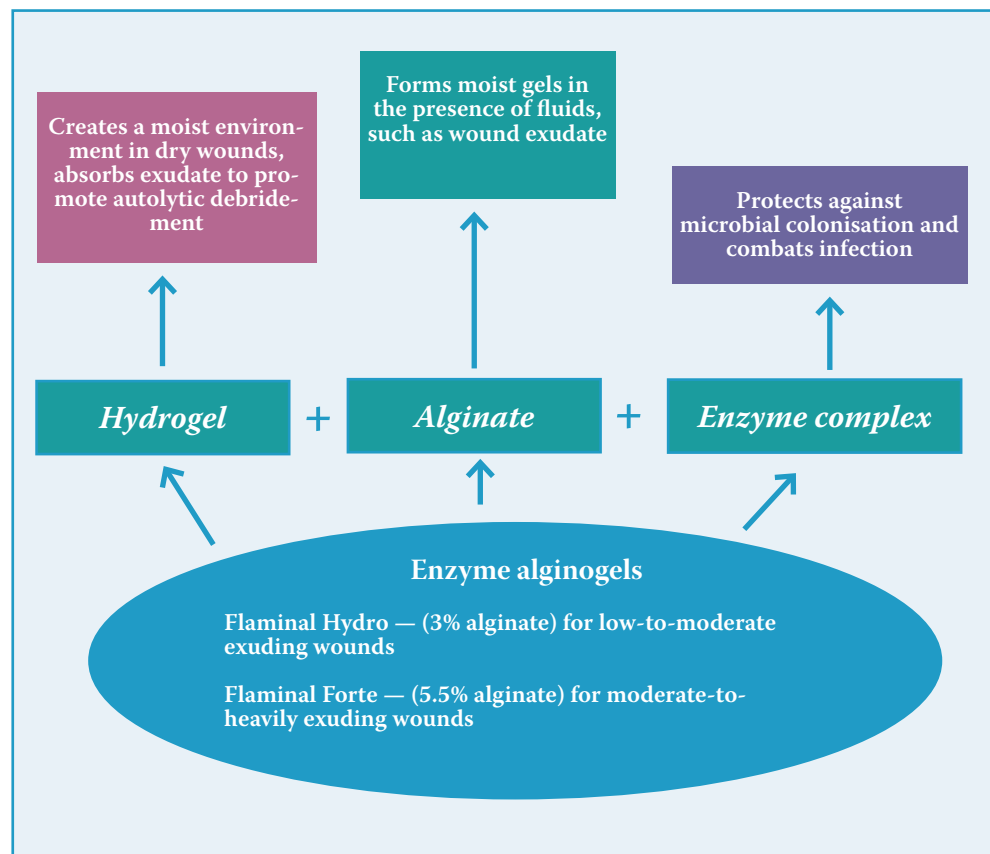 Creates a moist environ-
ment in dry wounds,
absorbs exudate to pro-
mote autolytic debride-
ment
Forms moist gels in
the presence of fluids,
such as wound exudate
Protects against
microbial colonisation and
combats infection
Hydrogel
+
Alginate
+
Enzyme complex
Enzyme alginogels
Flaminal Hydro — (3% alginate) for low-to-moderate
exuding wounds
Flaminal Forte — (5.5% alginate) for moderate-to-
heavily exuding wounds